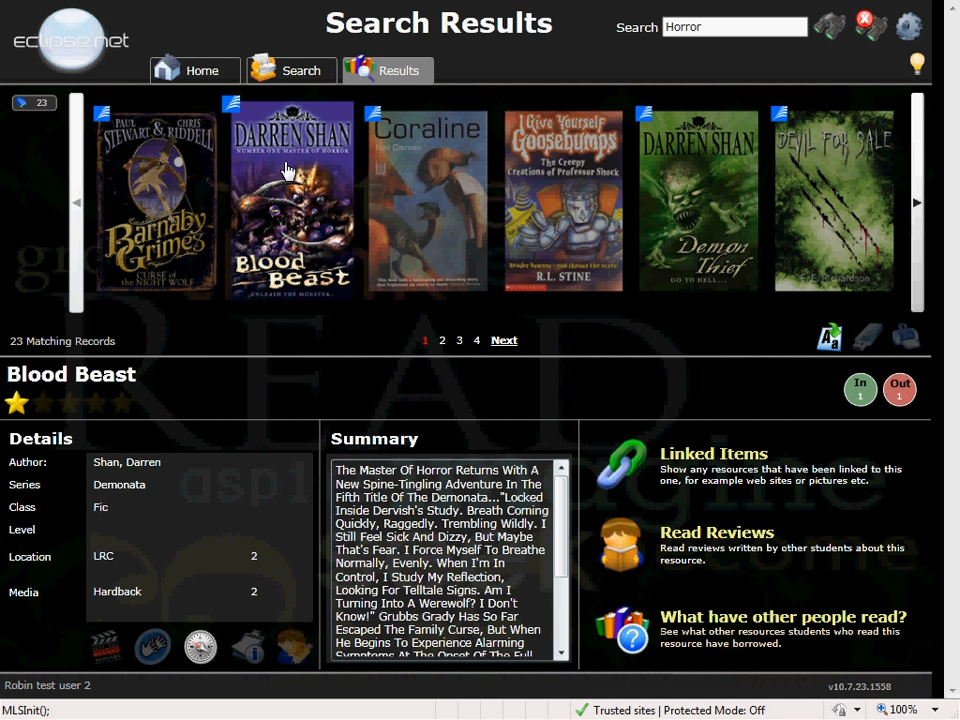 Search Results
Search Horror
eclipse.net
Home
Search
Results
23
PAUL STEWART & CHRIS RIDDELL
Barnaby Grimes
CURSE of the NIGHT WOLF
DARREN SHAN
NUMBER ONE MASTER OF HORROR
Blood Beast
UNLEASH THE MONSTER...
Coraline
Neil Gaiman
Give Yourself Goosebumps
The Creepy Creations of Professor Shock
R.L. STINE
SCHOLASTIC
DARREN SHAN
Demon Thief
GO TO HELL...
DEVIL FOR SALE
E. E. Richardson
23 Matching Records
1 2 3 4 Next
Aa
READ
Blood Beast
In 1
Out 1
Details
Author: Shan, Darren
Series Demonata
Class Fic
Level
Location LRC 2
Media Hardback 2
Summary
The Master Of Horror Returns With A
New Spine-Tingling Adventure In The
Fifth Title Of The Demonata..."Locked
Inside Dervish's Study. Breath Coming
Quickly, Raggedly. Trembling Wildly. I
Still Feel Sick And Dizzy, But Maybe
That's Fear. I Force Myself To Breathe
Normally, Evenly. When I'm In
Control, I Study My Reflection,
Looking For Telltale Signs. Am I
Turning Into A Werewolf? I Don't
Know!" Grubbs Grady Has So Far
Escaped The Family Curse, But When
He Begins To Experience Alarming
Symptoms At The Onset Of The Full
Linked Items
Show any resources that have been linked to this
one, for example web sites or pictures etc.
Read Reviews
Read reviews written by other students about this
resource.
What have other people read?
See what other resources students who read this
resource have borrowed.
Robin test user 2
v10.7.23.1558
MLSInit();
Trusted sites | Protected Mode: Off
100%